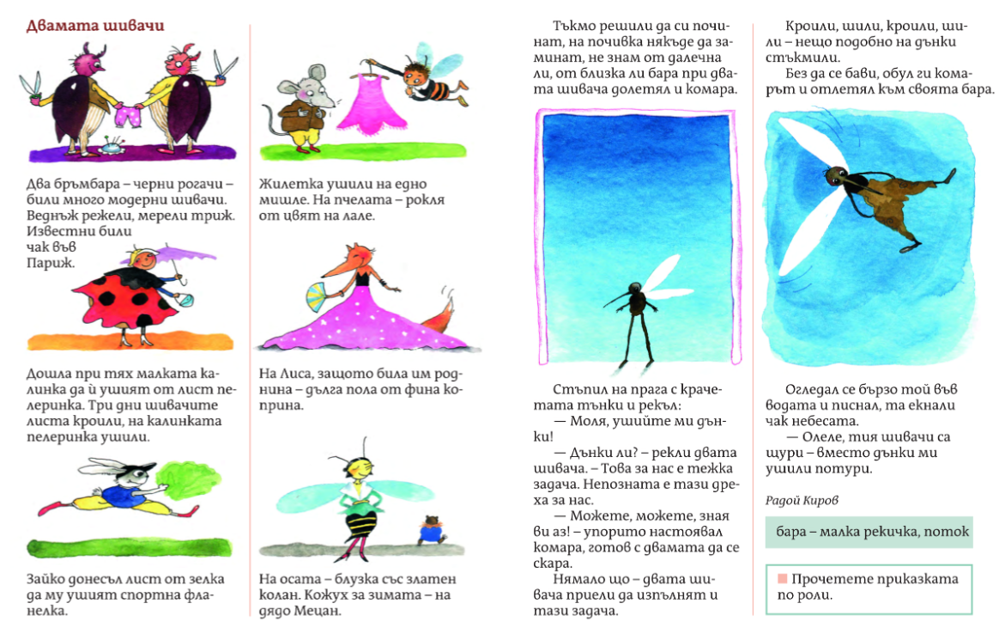 Двамата шивачи
Два бръмбара – черни рогачи –
били много модерни шивачи.
Веднъж режели, мерели триж.
Известни били
чак във
Париж.
Дошла при тях малката ка-
линка да ѝ ушият от лист пе-
леринка. Три дни шивачите
листа кроили, на калинката
пелеринка ушили.
Зайко донесъл лист от зелка
да му ушият спортна фла-
нелка.
Жилетка ушили на едно
мишле. На пчелата – рокля
от цвят на лале.
На Лиса, защото била им род-
нина – дълга пола от фина ко-
прина.
На осата – блузка със златен
колан. Кожух за зимата – на
дядо Мецан.
Тъкмо решили да си почи-
нат, на почивка някъде да за-
минат, не знам от далечна
ли, от близка ли бара при два-
та шивача долетял и комара.
Стъпил на прага с краче-
тата тънки и рекъл:
— Моля, ушийте ми дън-
ки!
— Дънки ли? – рекли двата
шивача. – Това за нас е тежка
задача. Непозната е тази дре-
ха за нас.
— Можете, можете, зная
ви аз! – упорито настоявал
комара, готов с двамата да се
скара.
Нямало що – двата ши-
вача приели да изпълнят и
тази задача.
Кроили, шили, кроили, ши-
ли – нещо подобно на дънки
стъкмили.
Без да се бави, обул ги кома-
рът и отлетял към своята бара.
Огледал се бързо той във
водата и писнал, та екнали
чак небесата.
— Олеле, тия шивачи са
щури – вместо дънки ми
ушили потури.
Радой Киров
бара – малка рекичка, поток
Прочетете приказката
по роли.